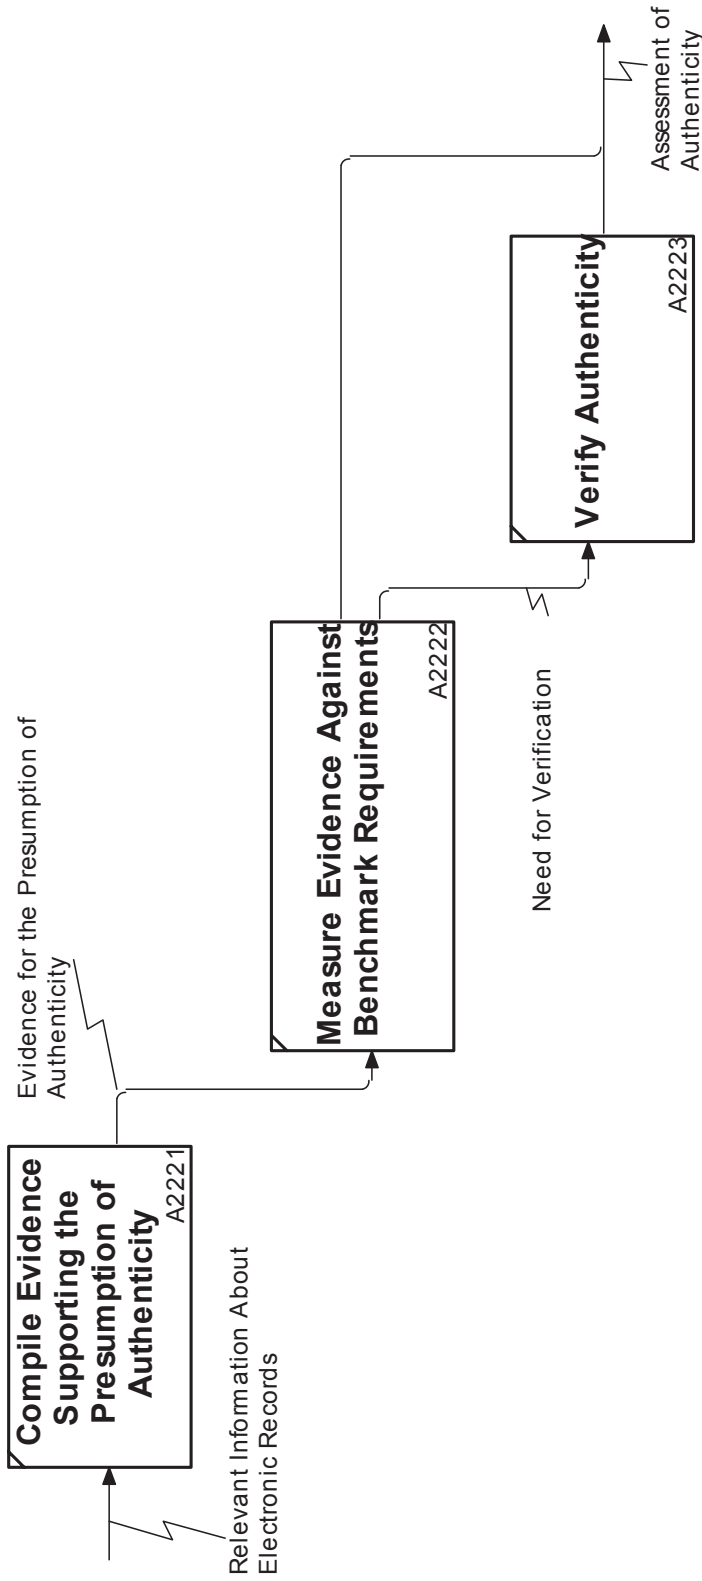 Compile Evidence
Supporting the
Presumption of
Authenticity
A2221
Relevant Information About
Electronic Records
Evidence for the Presumption of
Authenticity
Measure Evidence Against
Benchmark Requirements
A2222
Need for Verification
Verify Authenticity
A2223
Assessment of
Authenticity